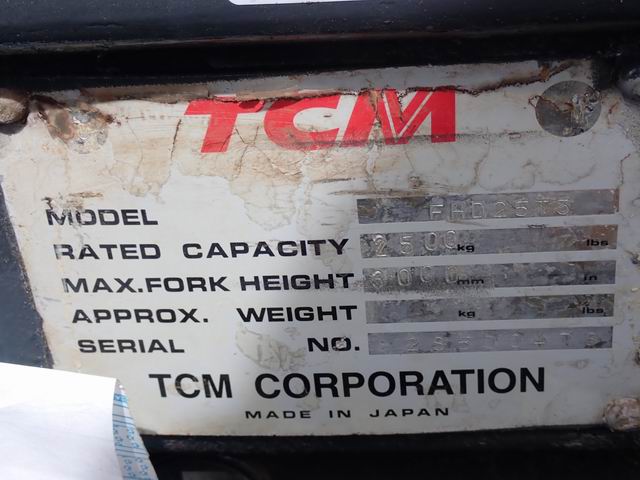 TCM
MODEL FHD25T3
RATED CAPACITY 2500 kg lbs
MAX.FORK HEIGHT mm in
APPROX. WEIGHT kg lbs
SERIAL NO.
TCM CORPORATION
MADE IN JAPAN